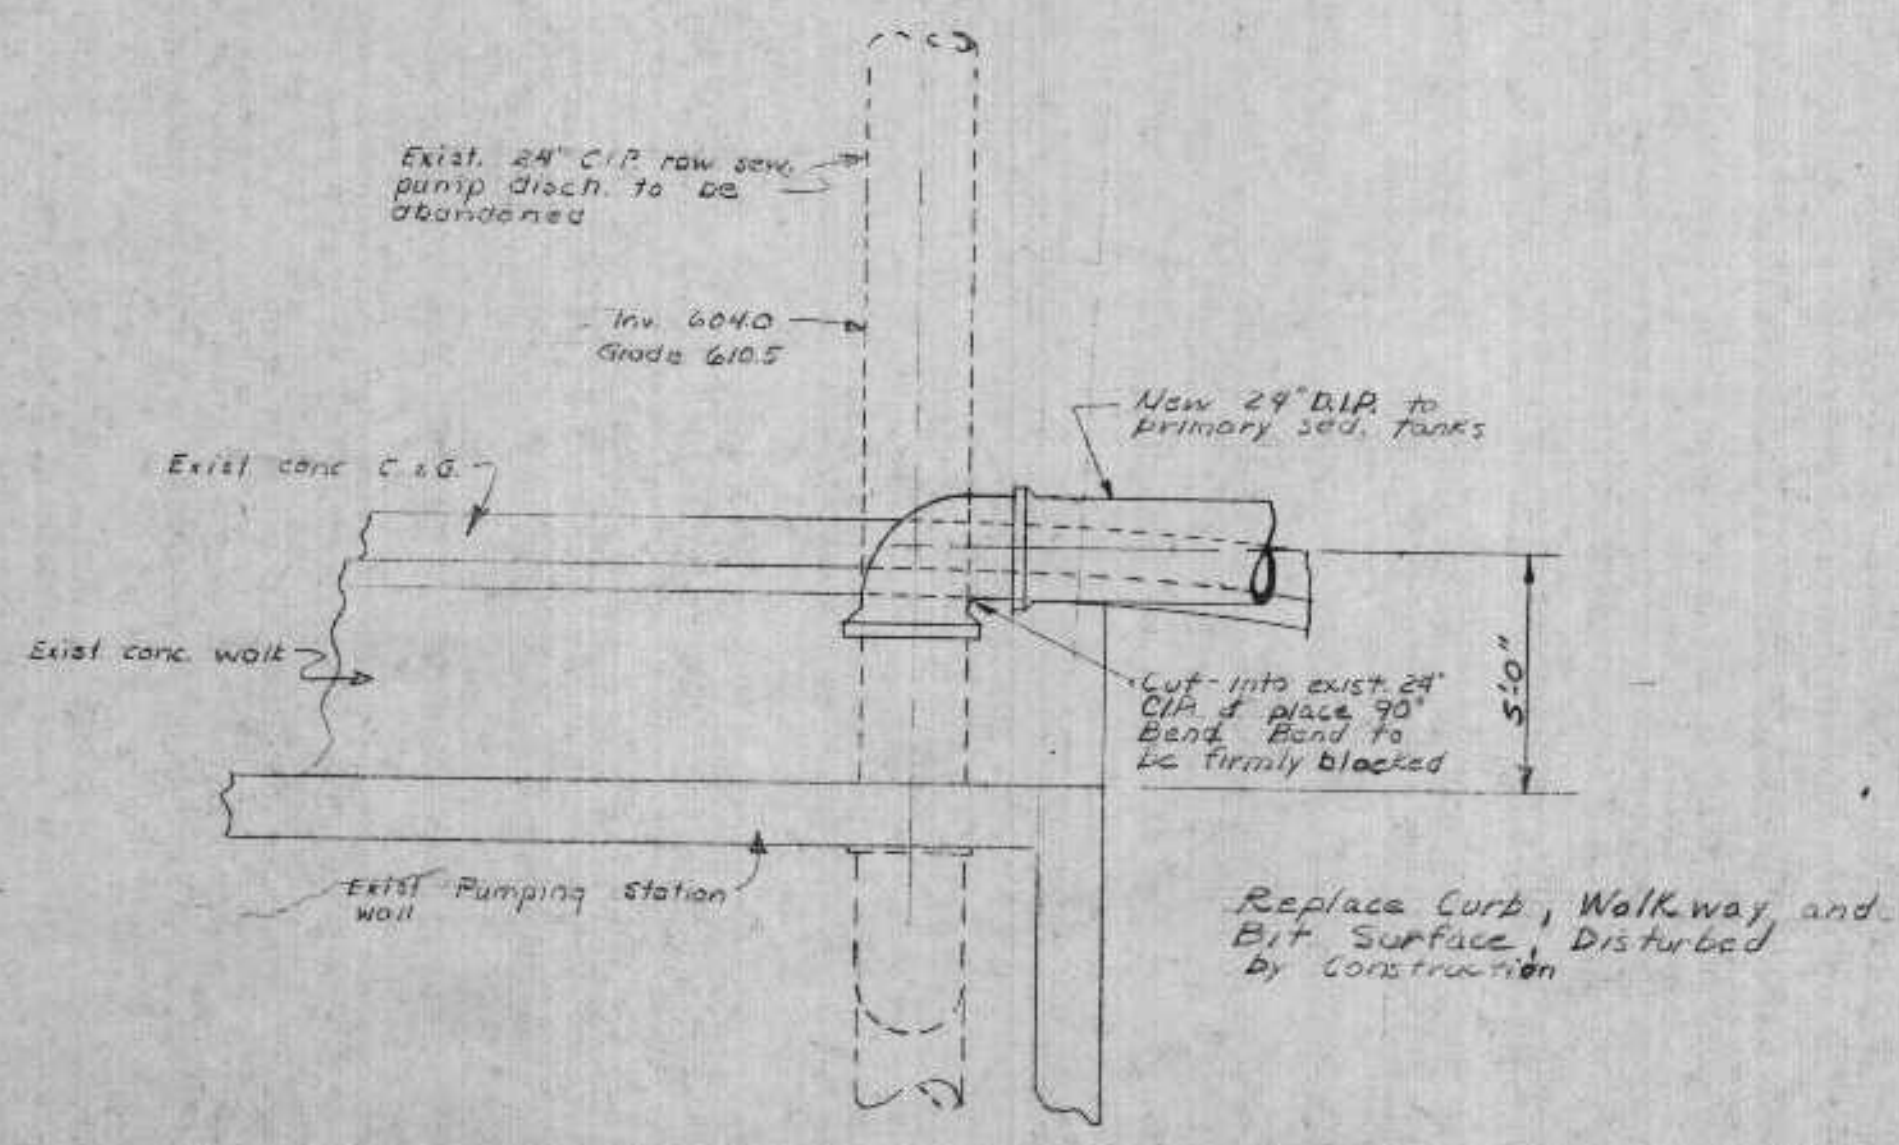 Exist. 24" C.I.P. raw sew.
pump disch. to be
abandoned
Inv. 604.0
Grade 610.5
New 24" D.I.P. to
primary sed. tanks
Exist conc C. & G.
Exist conc. walk
Cut-into exist. 24"
C.I.P. & place 90°
Bend Bend to
be firmly blocked
5'-0"
Exist Pumping Station
wall
Replace Curb, Walkway, and
Bit Surface, Disturbed
by Construction